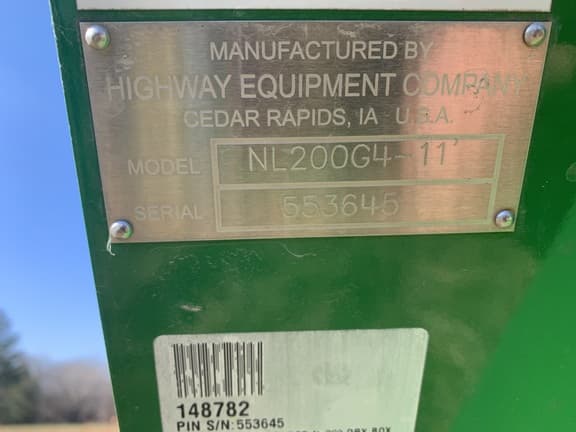 MANUFACTURED BY
HIGHWAY EQUIPMENT COMPANY
CEDAR RAPIDS, IA U.S.A.
MODEL NL200G4-11'
SERIAL 553645
148782
PIN S/N:553645